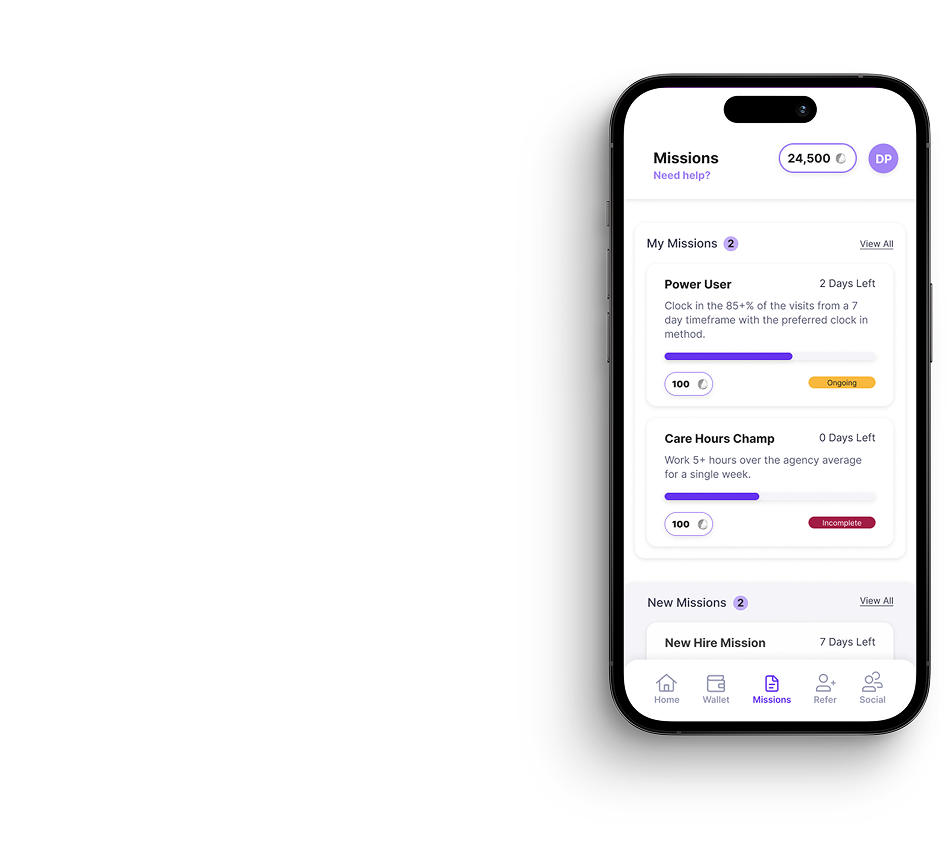 Missions
Need help?
24,500
DP
My Missions 2
View All
Power User
2 Days Left
Clock in the 85+% of the visits from a 7
day timeframe with the preferred clock in
method.
100
Ongoing
Care Hours Champ
0 Days Left
Work 5+ hours over the agency average
for a single week.
100
Incomplete
New Missions 2
View All
New Hire Mission
7 Days Left
Home
Wallet
Missions
Refer
Social